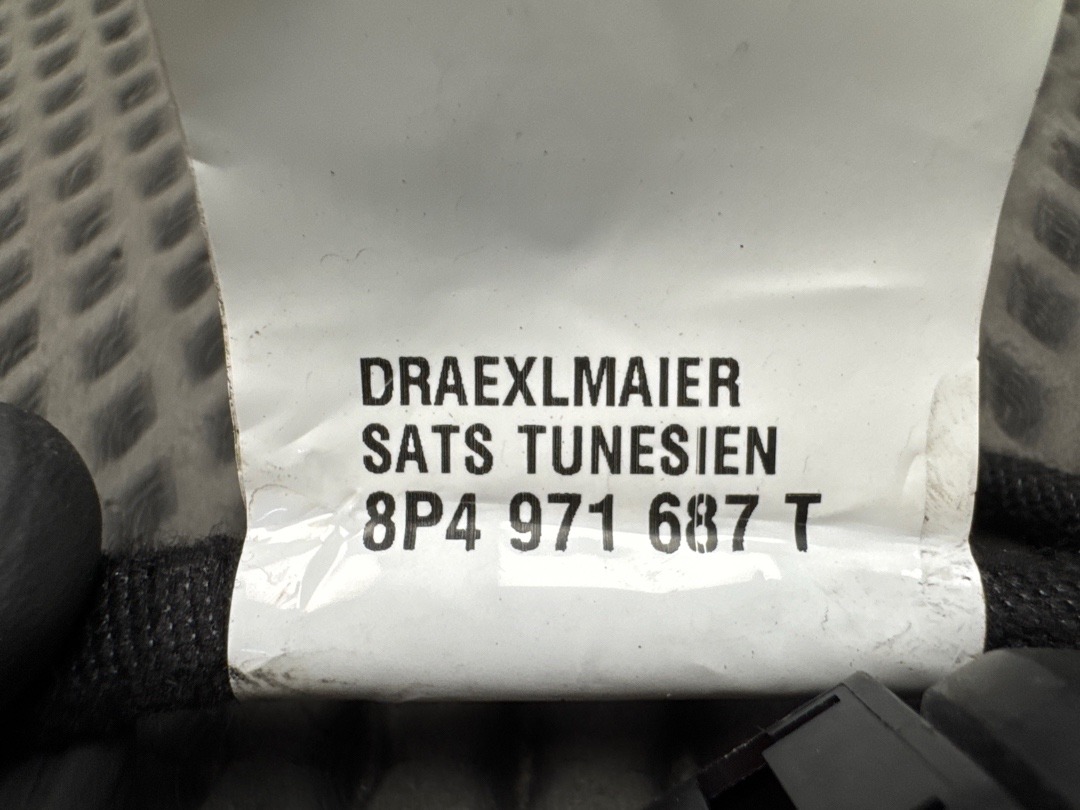 DRAEXLMAIER
SATS TUNESIEN
8P4 971 687 T